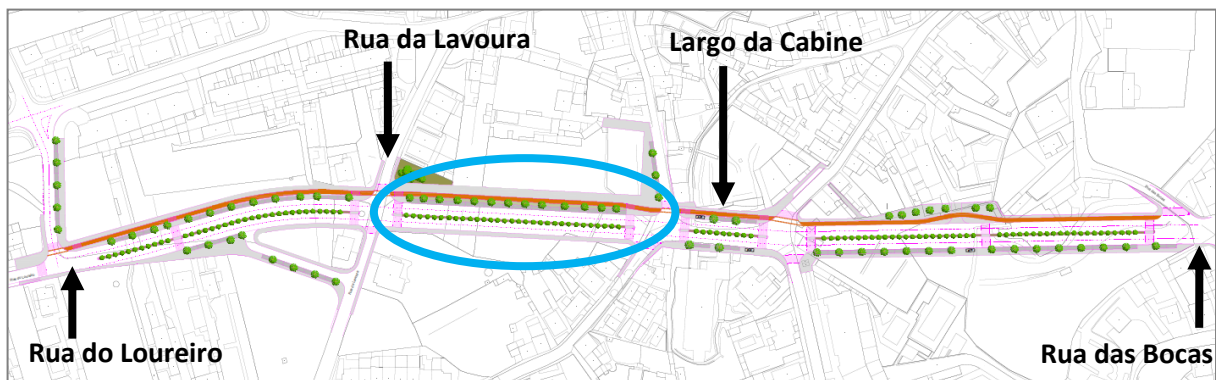 Rua da Lavoura
Largo da Cabine
Rua do Loureiro
Rua das Bocas